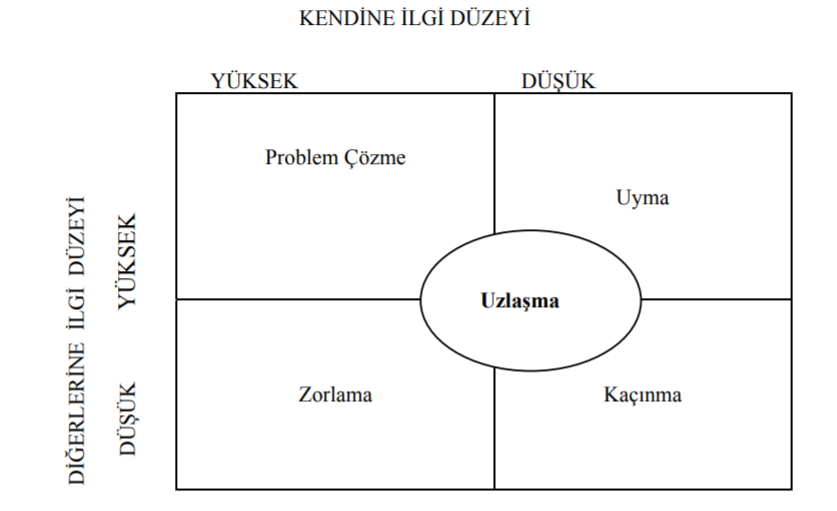 KENDİNE İLGİ DÜZEYİ
YÜKSEK
DÜŞÜK
Problem Çözme
Uyma
DİĞERLERİNE İLGİ DÜZEYİ
YÜKSEK
Uzlaşma
DÜŞÜK
Zorlama
Kaçınma